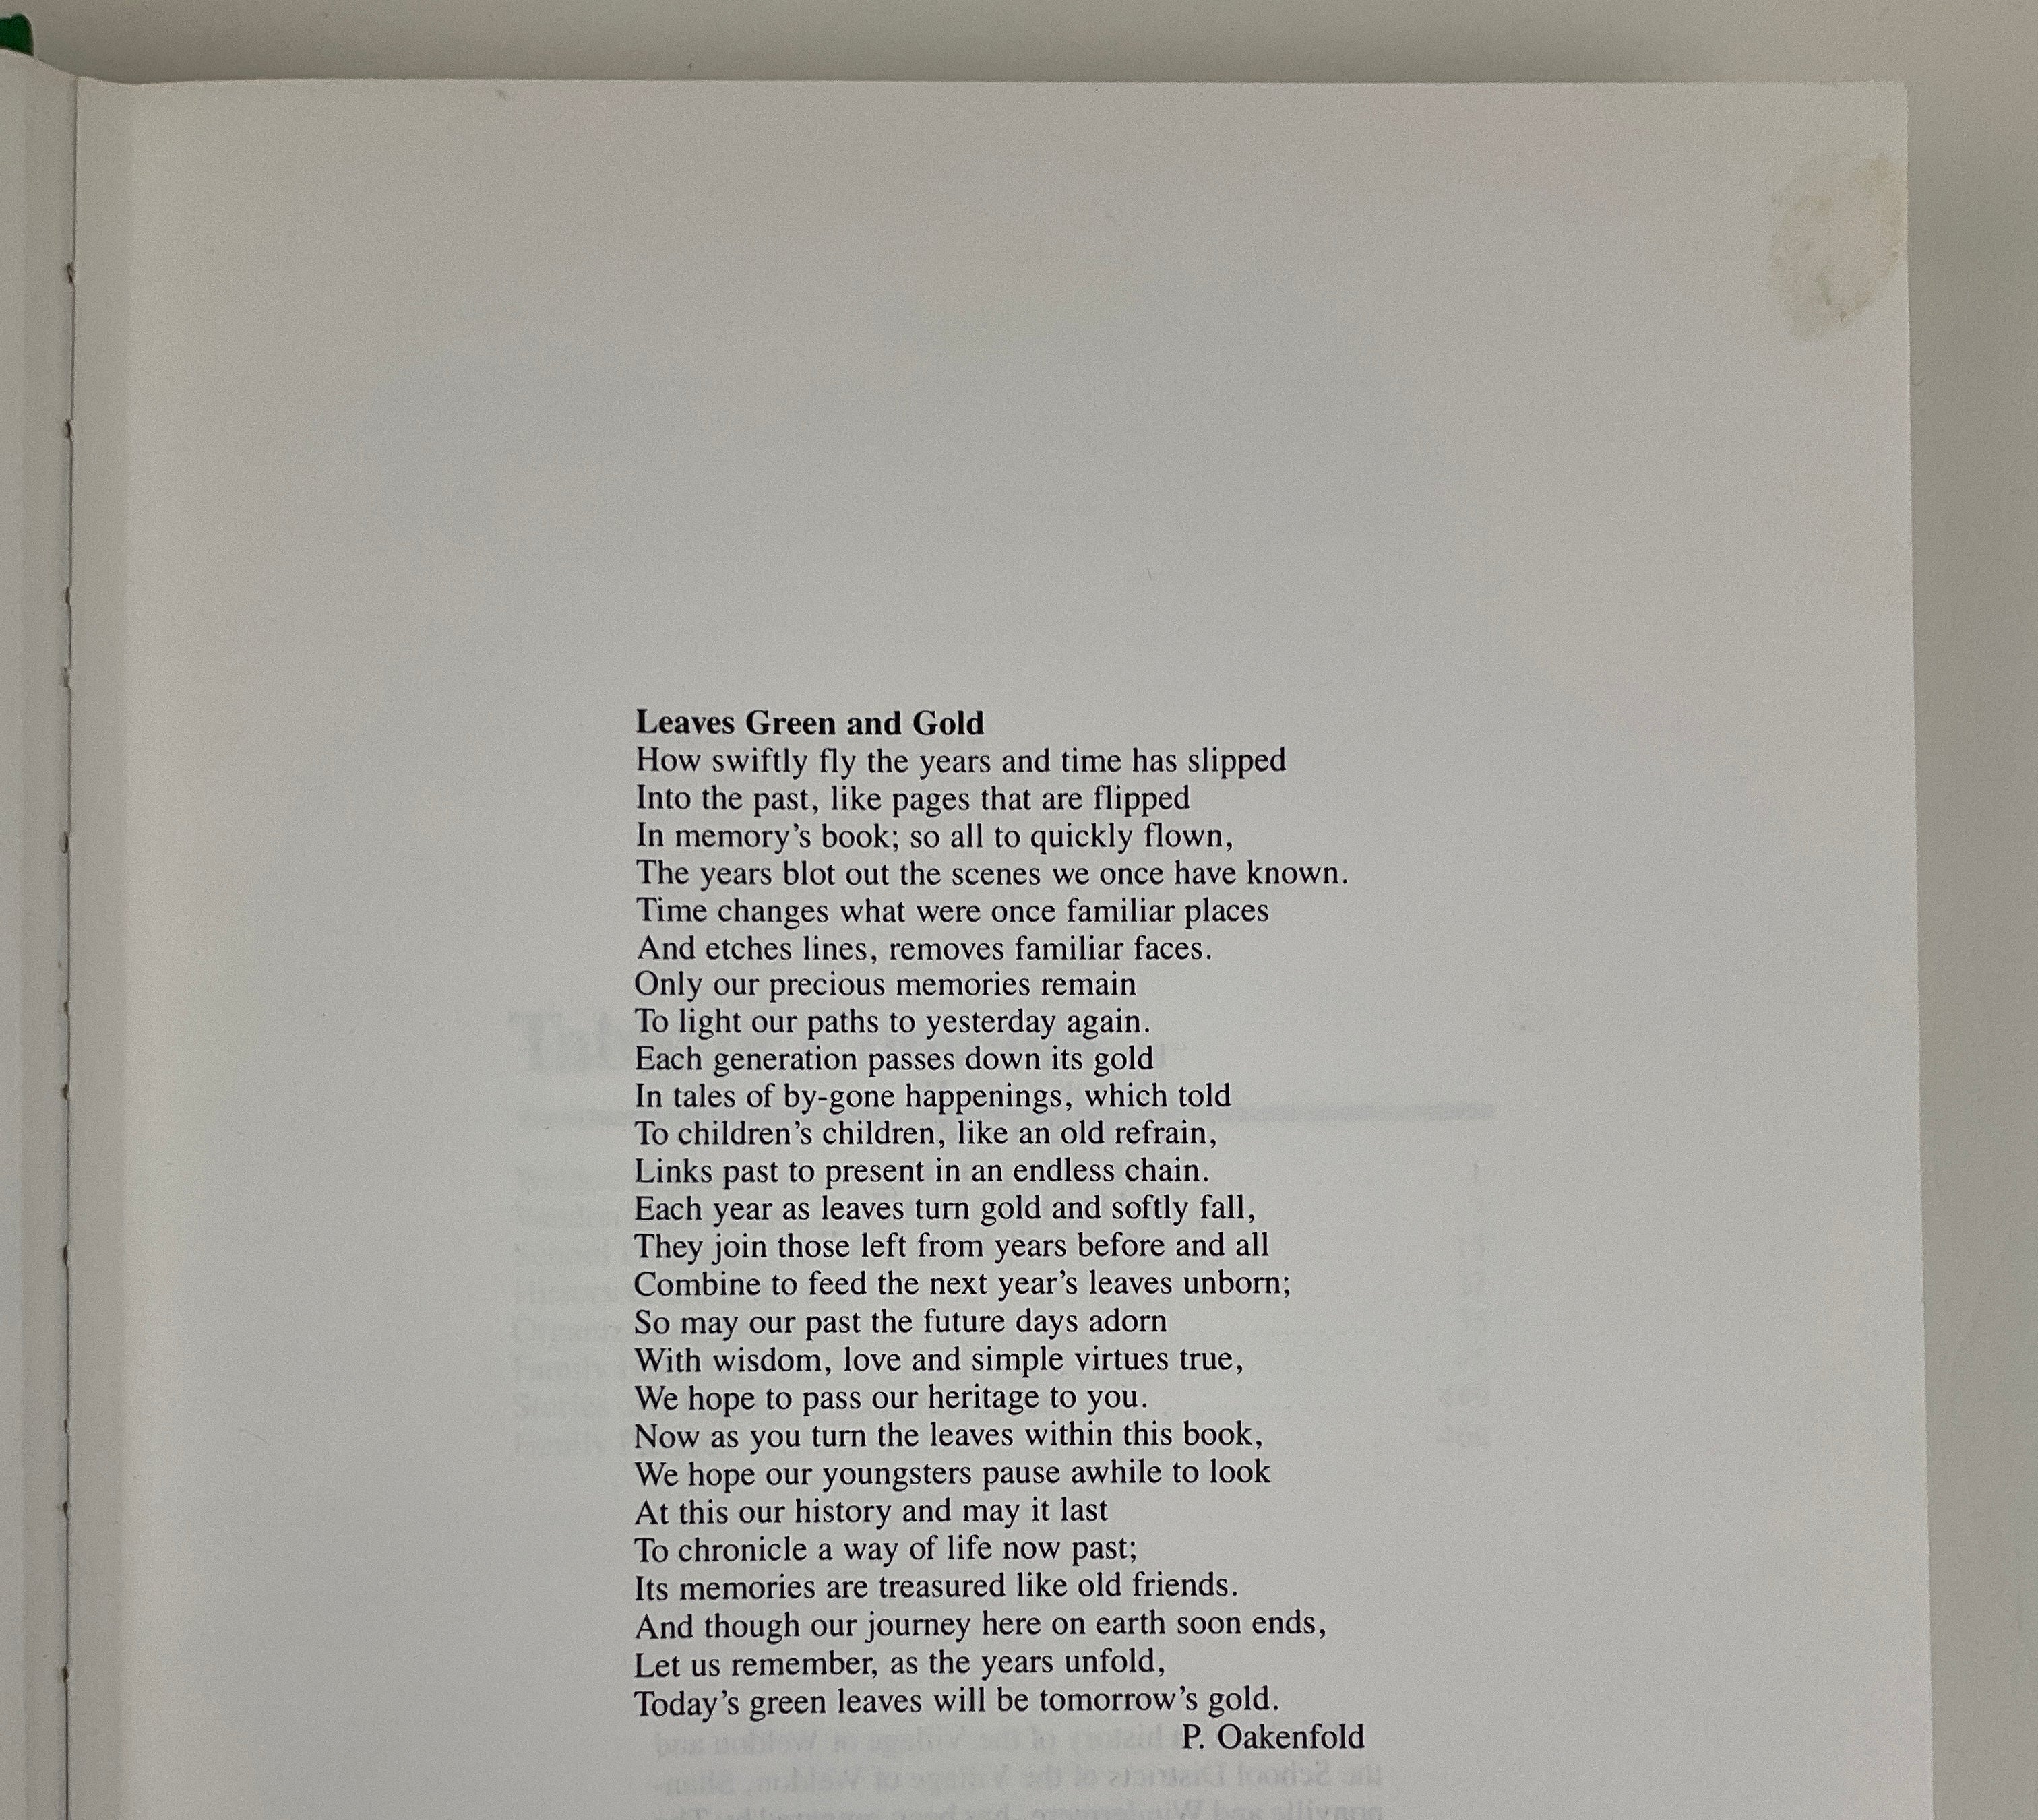 Leaves Green and Gold
How swiftly fly the years and time has slipped
Into the past, like pages that are flipped
In memory's book; so all to quickly flown,
The years blot out the scenes we once have known.
Time changes what were once familiar places
And etches lines, removes familiar faces.
Only our precious memories remain
To light our paths to yesterday again.
Each generation passes down its gold
In tales of by-gone happenings, which told
To children's children, like an old refrain,
Links past to present in an endless chain.
Each year as leaves turn gold and softly fall,
They join those left from years before and all
Combine to feed the next year's leaves unborn;
So may our past the future days adorn
With wisdom, love and simple virtues true,
We hope to pass our heritage to you.
Now as you turn the leaves within this book,
We hope our youngsters pause awhile to look
At this our history and may it last
To chronicle a way of life now past;
Its memories are treasured like old friends.
And though our journey here on earth soon ends,
Let us remember, as the years unfold,
Today's green leaves will be tomorrow's gold.
P. Oakenfold